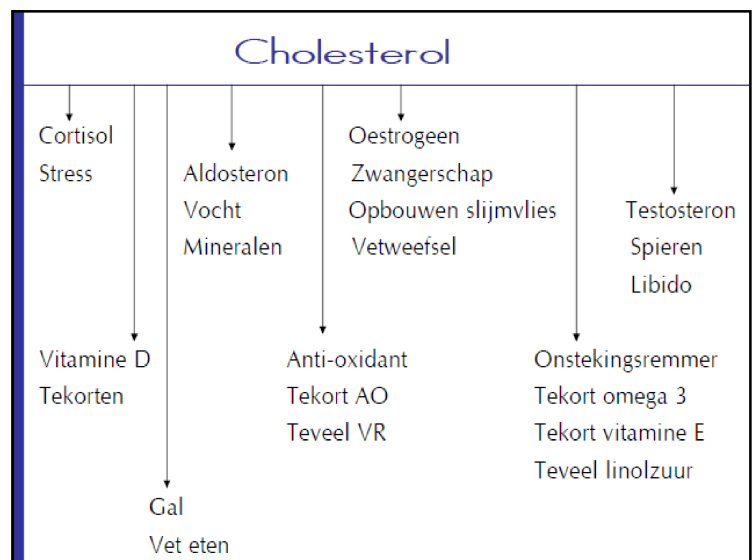 Cholesterol
Cortisol
Stress
Vitamine D
Tekorten
Gal
Vet eten
Aldosteron
Vocht
Mineralen
Anti-oxidant
Tekort AO
Teveel VR
Oestrogeen
Zwangerschap
Opbouwen slijmvlies
Vetweefsel
Onstekingsremmer
Tekort omega 3
Tekort vitamine E
Teveel linolzuur
Testosteron
Spieren
Libido